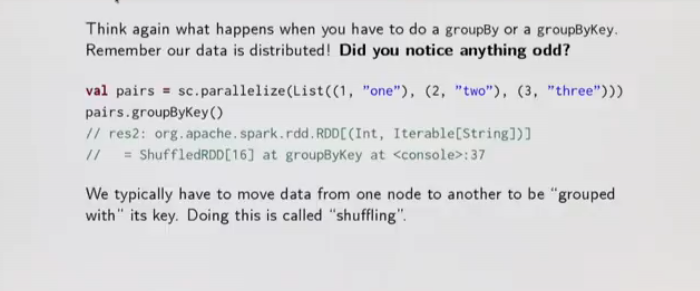 Think again what happens when you have to do a groupBy or a groupByKey.
Remember our data is distributed! Did you notice anything odd?
val pairs = sc.parallelize(List((1, "one"), (2, "two"), (3, "three")))
pairs.groupByKey()
// res2: org.apache.spark.rdd.RDD[(Int, Iterable[String])]
//   = ShuffledRDD[16] at groupByKey at <console>:37
We typically have to move data from one node to another to be "grouped
with" its key. Doing this is called "shuffling".